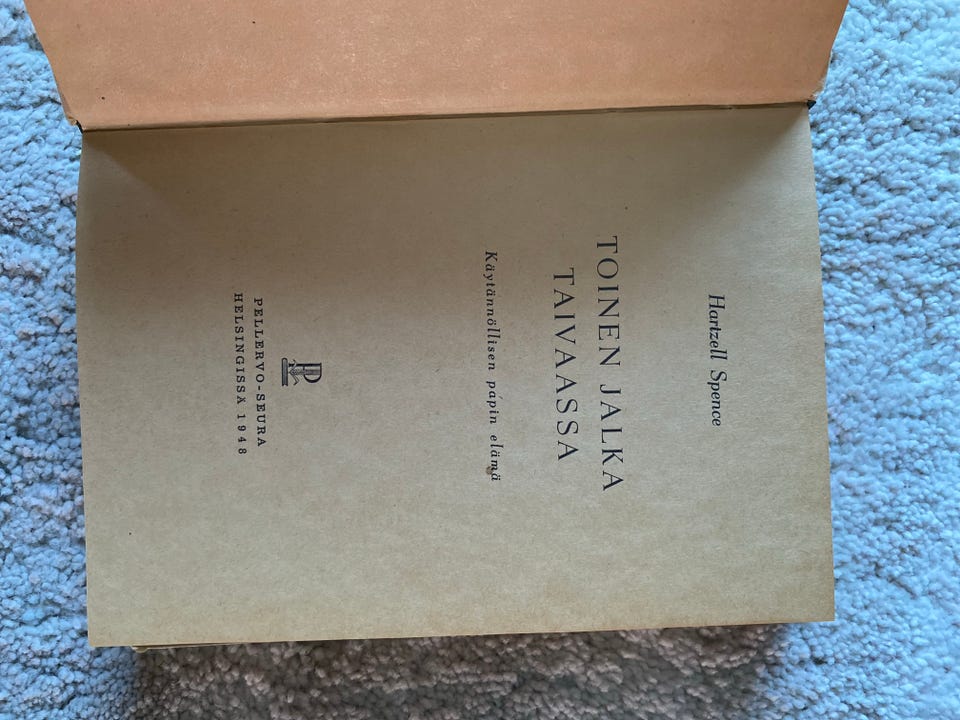 Hartzell Spence
TOINEN JALKA
TAIVAASSA
Käytännöllisen papin elämä
PELLERVO-SEURA
HELSINGISSÄ 1948